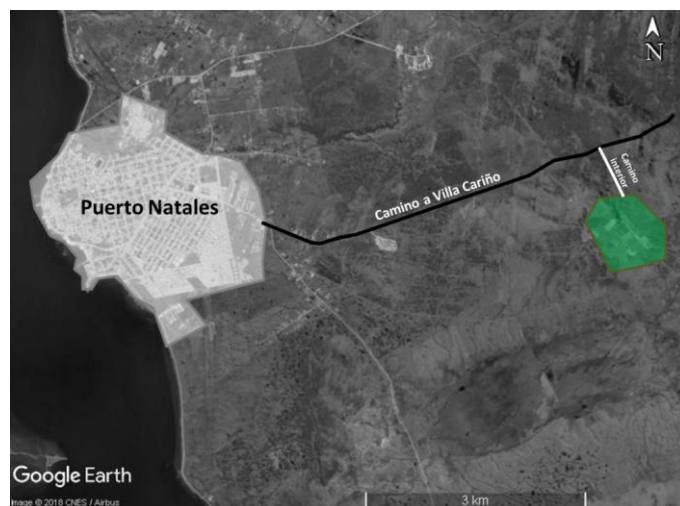 N
Camino
interior
Camino a Villa Cariño
Puerto Natales
Google Earth
Image © 2018 CNES / Airbus
3 km